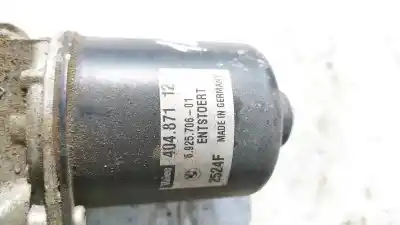 Valeo 404.871 12
6.925.706-01
ENTSTOERT
MADE IN GERMANY
2524F